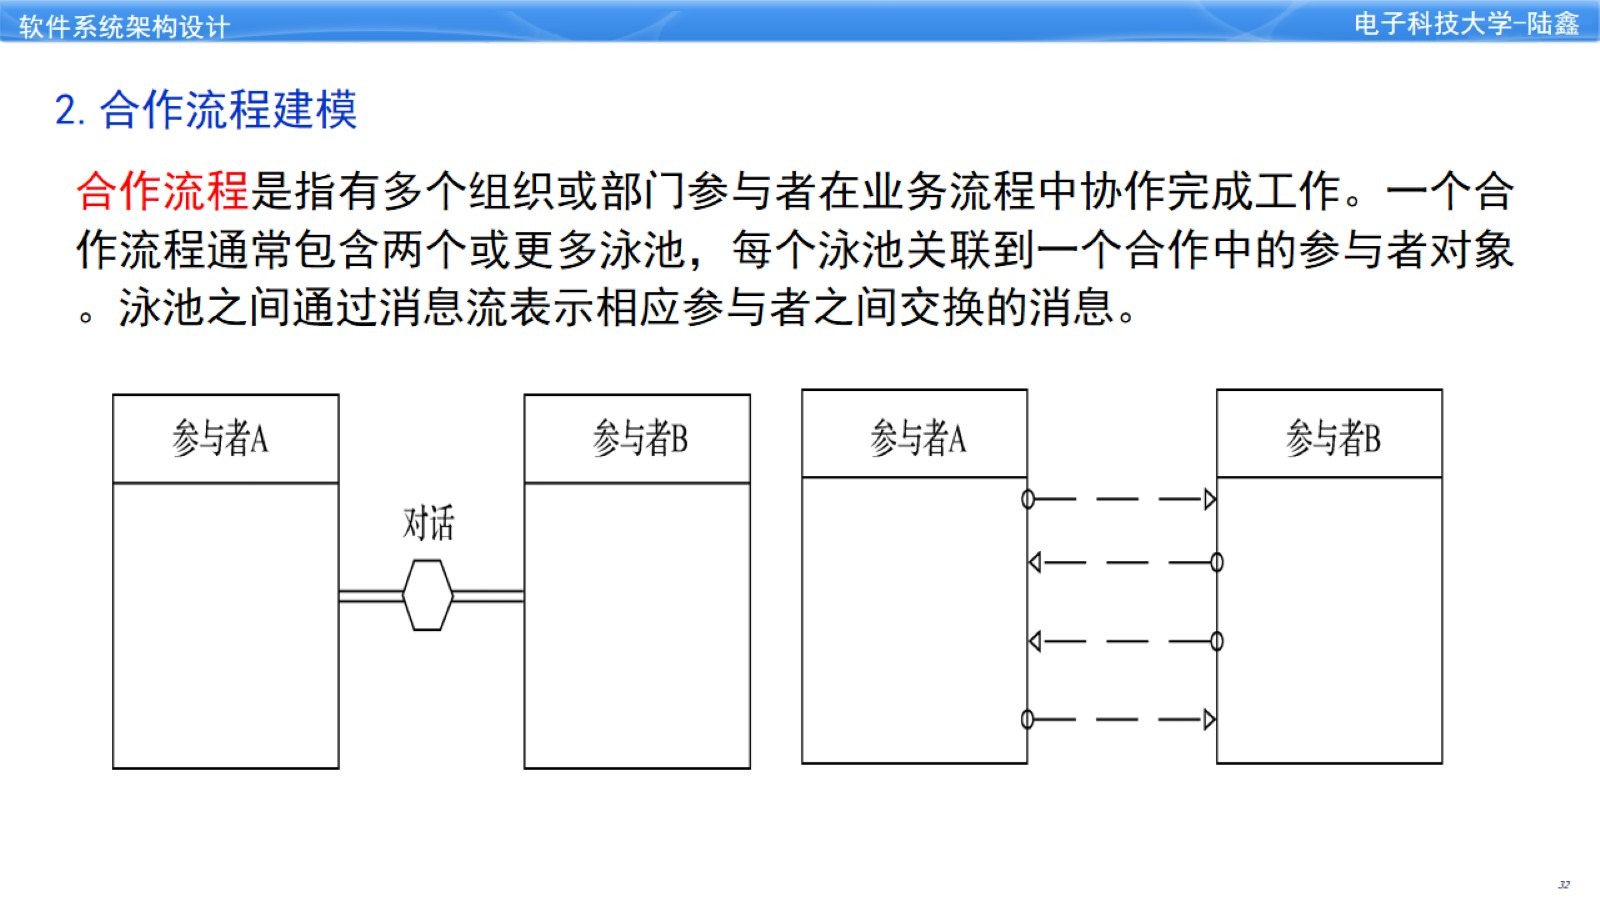 软件系统架构设计
电子科技大学-陆鑫
2. 合作流程建模
合作流程是指有多个组织或部门参与者在业务流程中协作完成工作。一个合
作流程通常包含两个或更多泳池，每个泳池关联到一个合作中的参与者对象
。泳池之间通过消息流表示相应参与者之间交换的消息。
参与者A
参与者B
参与者A
参与者B
对话
32